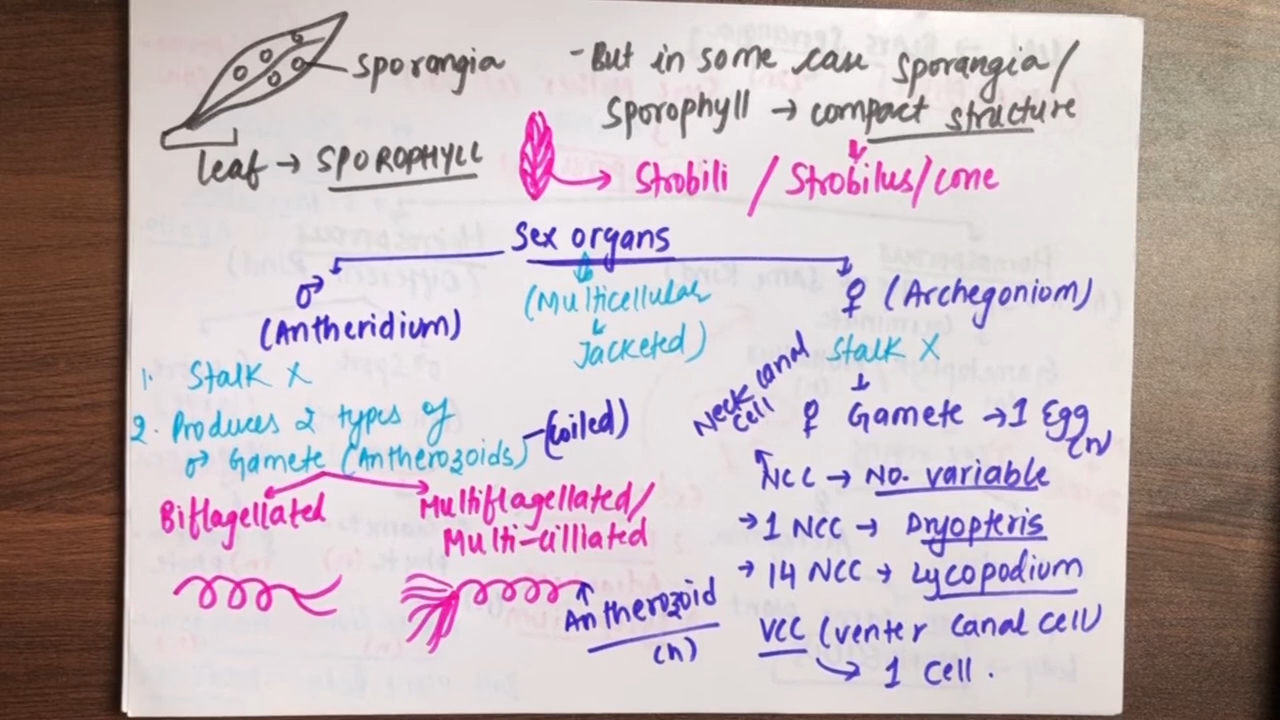 sporangia
leaf → SPOROPHYLL
- But in some case sporangia/
Sporophyll → compact structure
→ Strobili / Strobilus/cone
Sex organs
♂
(Antheridium)
(Multicellular
Jacketed)
♀ (Archegonium)
1. Stalk X
2. Produces 2 types of
♂ Gamete (Antherozoids) - (coiled)
Biflagellated
Multiflagellated/
Multi-cilliated
Antherozoid
(n)
Stalk X
Neck canal
cell
♀ Gamete → 1 Egg
(n)
NCC → No. variable
→ 1 NCC → Dryopteris
→ 14 NCC → Lycopodium
VCC (venter canal cell)
→ 1 cell.